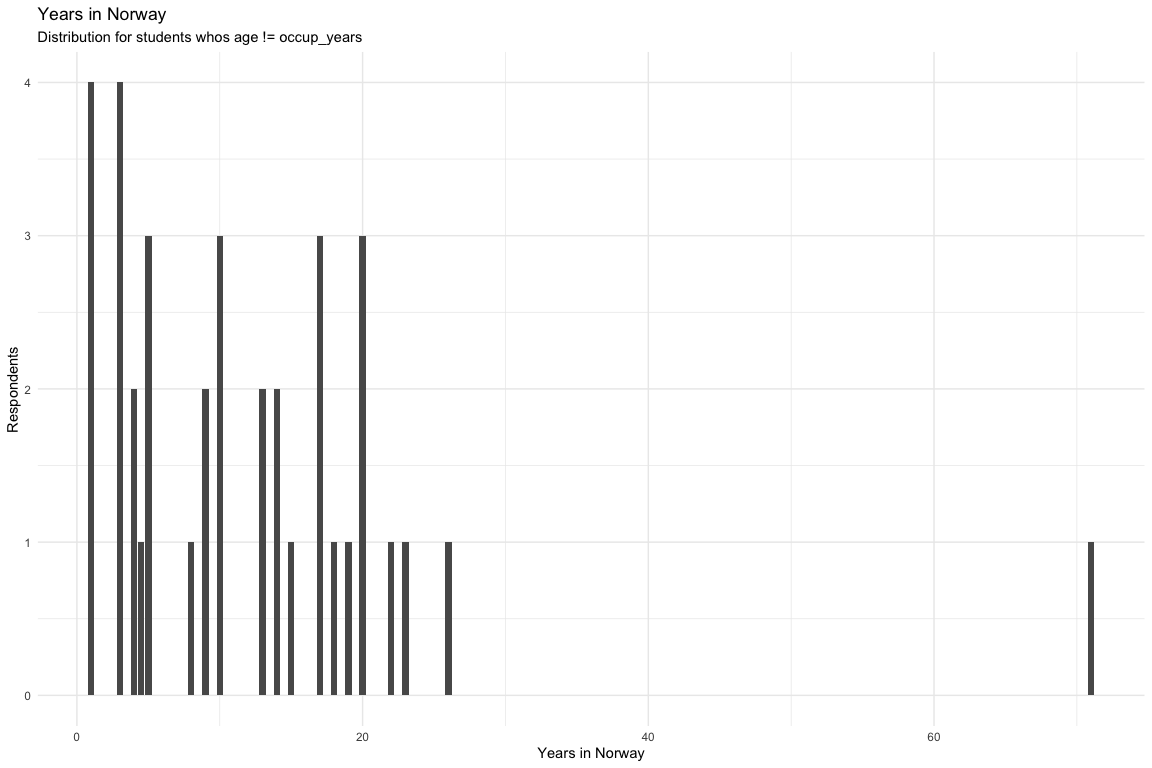 Years in Norway
Distribution for students whos age != occup_years
4
3
2
1
0
Respondents
0 20 40 60
Years in Norway